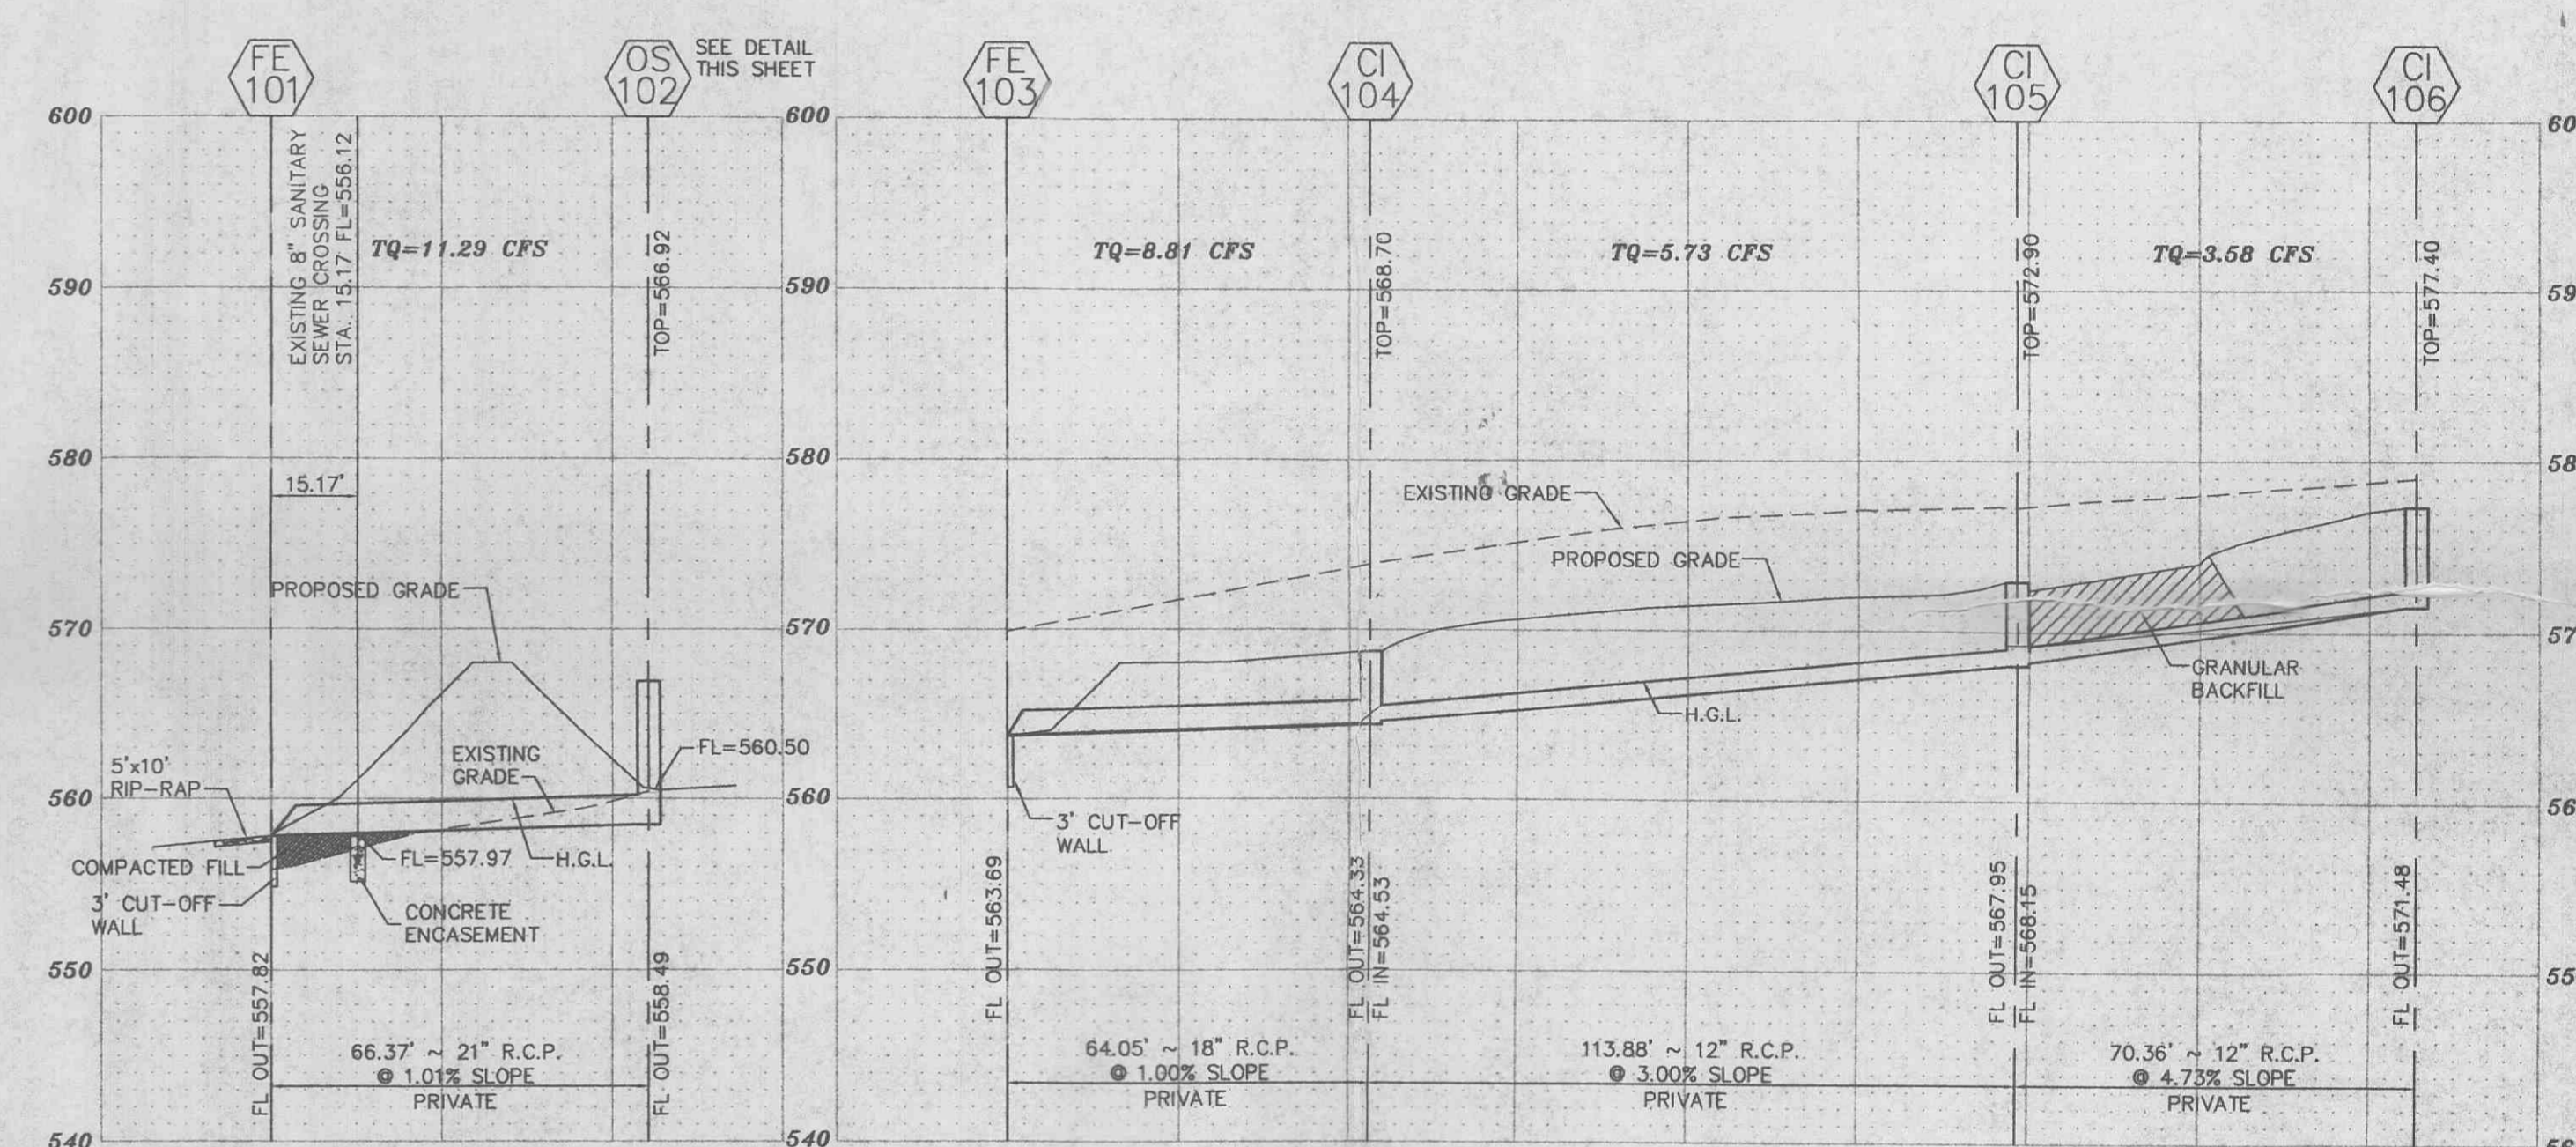 FE
101
OS
102
SEE DETAIL
THIS SHEET
FE
103
CI
104
CI
105
CI
106
600
600
60
EXISTING 8" SANITARY
SEWER CROSSING
STA. 15.17 FL=556.12
TQ=11.29 CFS
TOP=566.92
TQ=8.81 CFS
TOP=568.70
TQ=5.73 CFS
TOP=572.90
TQ=3.58 CFS
TOP=577.40
590
590
59
580
580
58
15.17'
EXISTING GRADE
PROPOSED GRADE
PROPOSED GRADE
570
570
57
GRANULAR
BACKFILL
H.G.L.
EXISTING
GRADE
FL=560.50
5'x10'
RIP-RAP
560
560
56
3' CUT-OFF
WALL
COMPACTED FILL
FL=557.97
H.G.L.
3' CUT-OFF
WALL
CONCRETE
ENCASEMENT
FL OUT=557.82
FL OUT=558.49
FL OUT=563.69
FL OUT=564.33
FL IN=564.53
FL OUT=567.95
FL IN=568.15
FL OUT=571.48
550
550
55
66.37' ~ 21" R.C.P.
@ 1.01% SLOPE
PRIVATE
64.05' ~ 18" R.C.P.
@ 1.00% SLOPE
PRIVATE
113.88' ~ 12" R.C.P.
@ 3.00% SLOPE
PRIVATE
70.36' ~ 12" R.C.P.
@ 4.73% SLOPE
PRIVATE
540
540